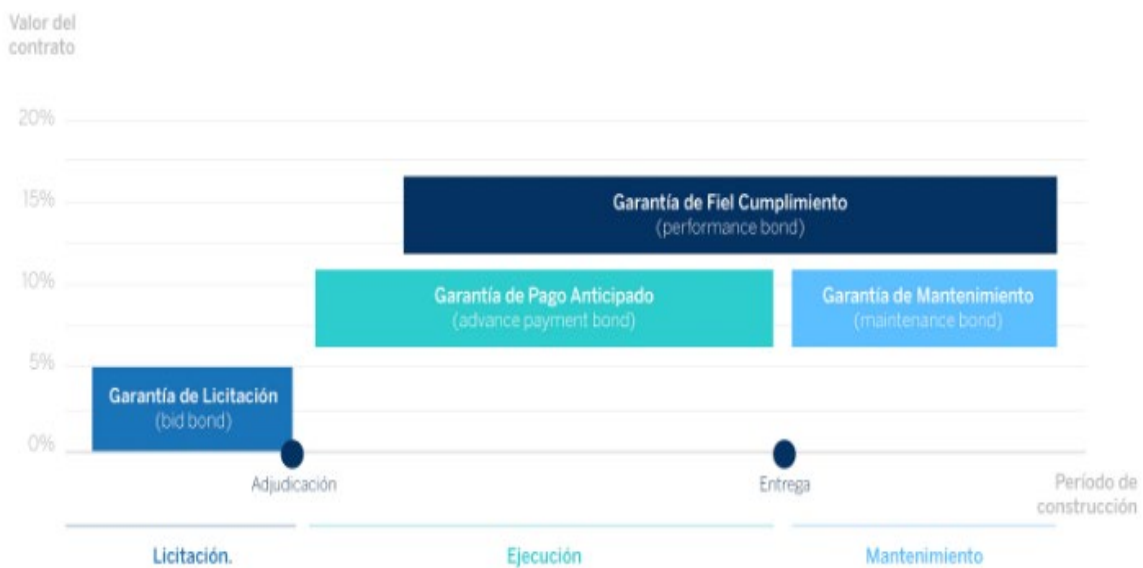 Valor del
contrato
20%
15%
Garantía de Fiel Cumplimiento
(performance bond)
10%
Garantía de Pago Anticipado
(advance payment bond)
Garantía de Mantenimiento
(maintenance bond)
5%
Garantía de Licitación
(bid bond)
0%
Adjudicación
Entrega
Período de
construcción
Licitación.
Ejecución
Mantenimiento